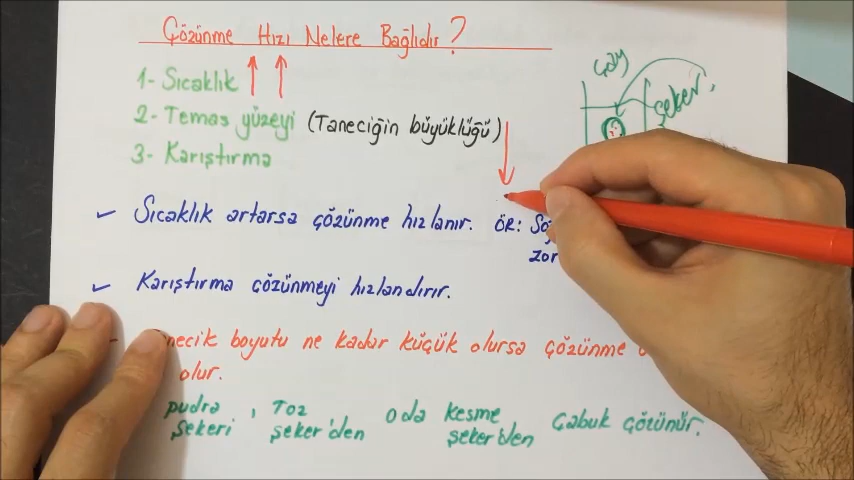 Çözünme Hızı Nelere Bağlıdır?
1- Sıcaklık
2- Temas yüzeyi (Taneciğin büyüklüğü)
3- Karıştırma
çay
şeker
✓ Sıcaklık artarsa çözünme hızlanır. ÖR:
✓ Karıştırma çözünmeyi hızlandırır.
boyutu ne kadar küçük olursa çözünme
olur.
pudra şekeri, Toz şeker'den oda kesme şeker'den çabuk çözünür.